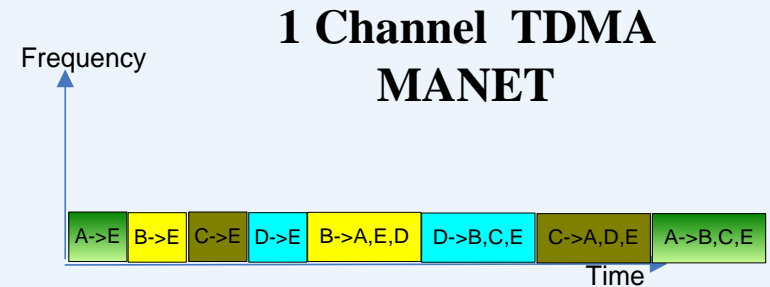 1 Channel TDMA
MANET
Frequency
A->E B->E C->E D->E B->A,E,D D->B,C,E C->A,D,E A->B,C,E
Time